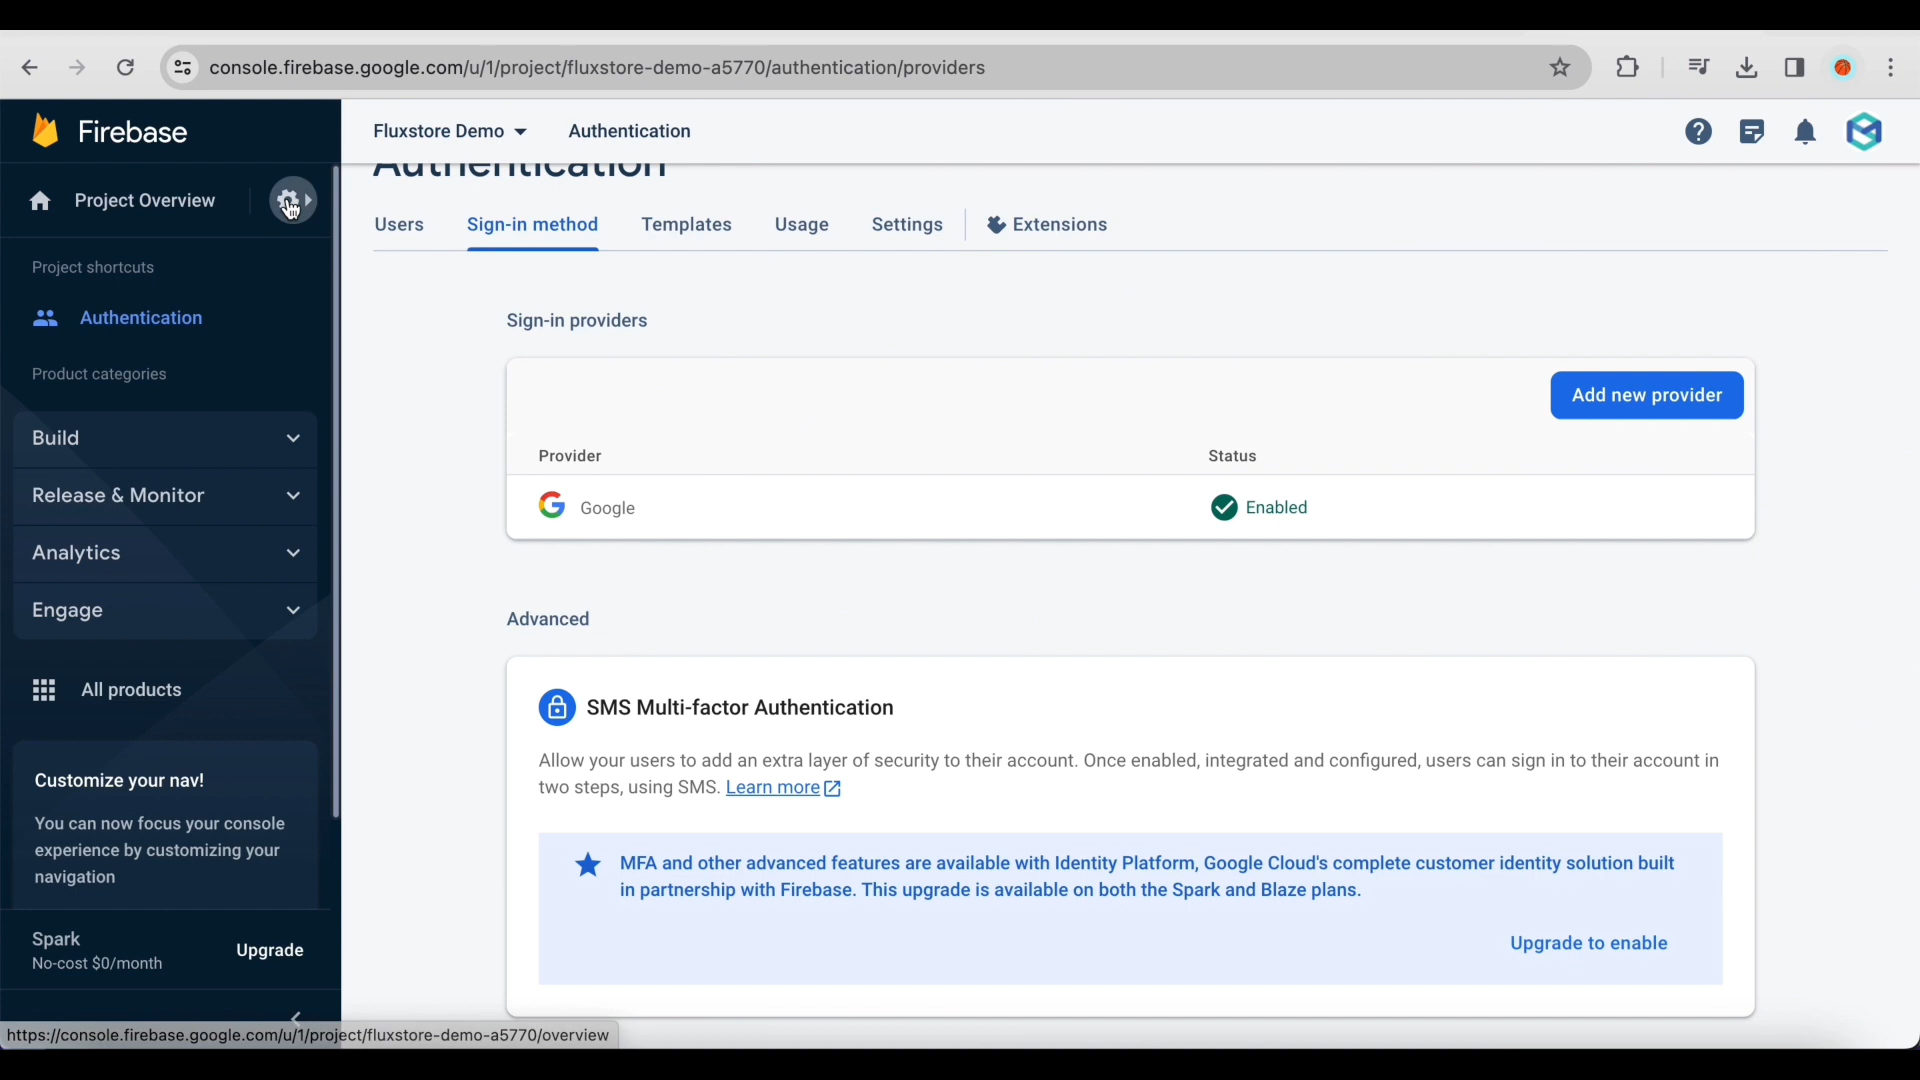 console.firebase.google.com/u/1/project/fluxstore-demo-a5770/authentication/providers
Firebase
Fluxstore Demo
Authentication
Authentication
Project Overview
Users
Sign-in method
Templates
Usage
Settings
Extensions
Project shortcuts
Authentication
Product categories
Build
Release & Monitor
Analytics
Engage
All products
Customize your nav!
You can now focus your console
experience by customizing your
navigation
Spark
No-cost $0/month
Upgrade
Sign-in providers
Add new provider
Provider
Status
Google
Enabled
Advanced
SMS Multi-factor Authentication
Allow your users to add an extra layer of security to their account. Once enabled, integrated and configured, users can sign in to their account in
two steps, using SMS. Learn more
MFA and other advanced features are available with Identity Platform, Google Cloud's complete customer identity solution built
in partnership with Firebase. This upgrade is available on both the Spark and Blaze plans.
Upgrade to enable
https://console.firebase.google.com/u/1/project/fluxstore-demo-a5770/overview